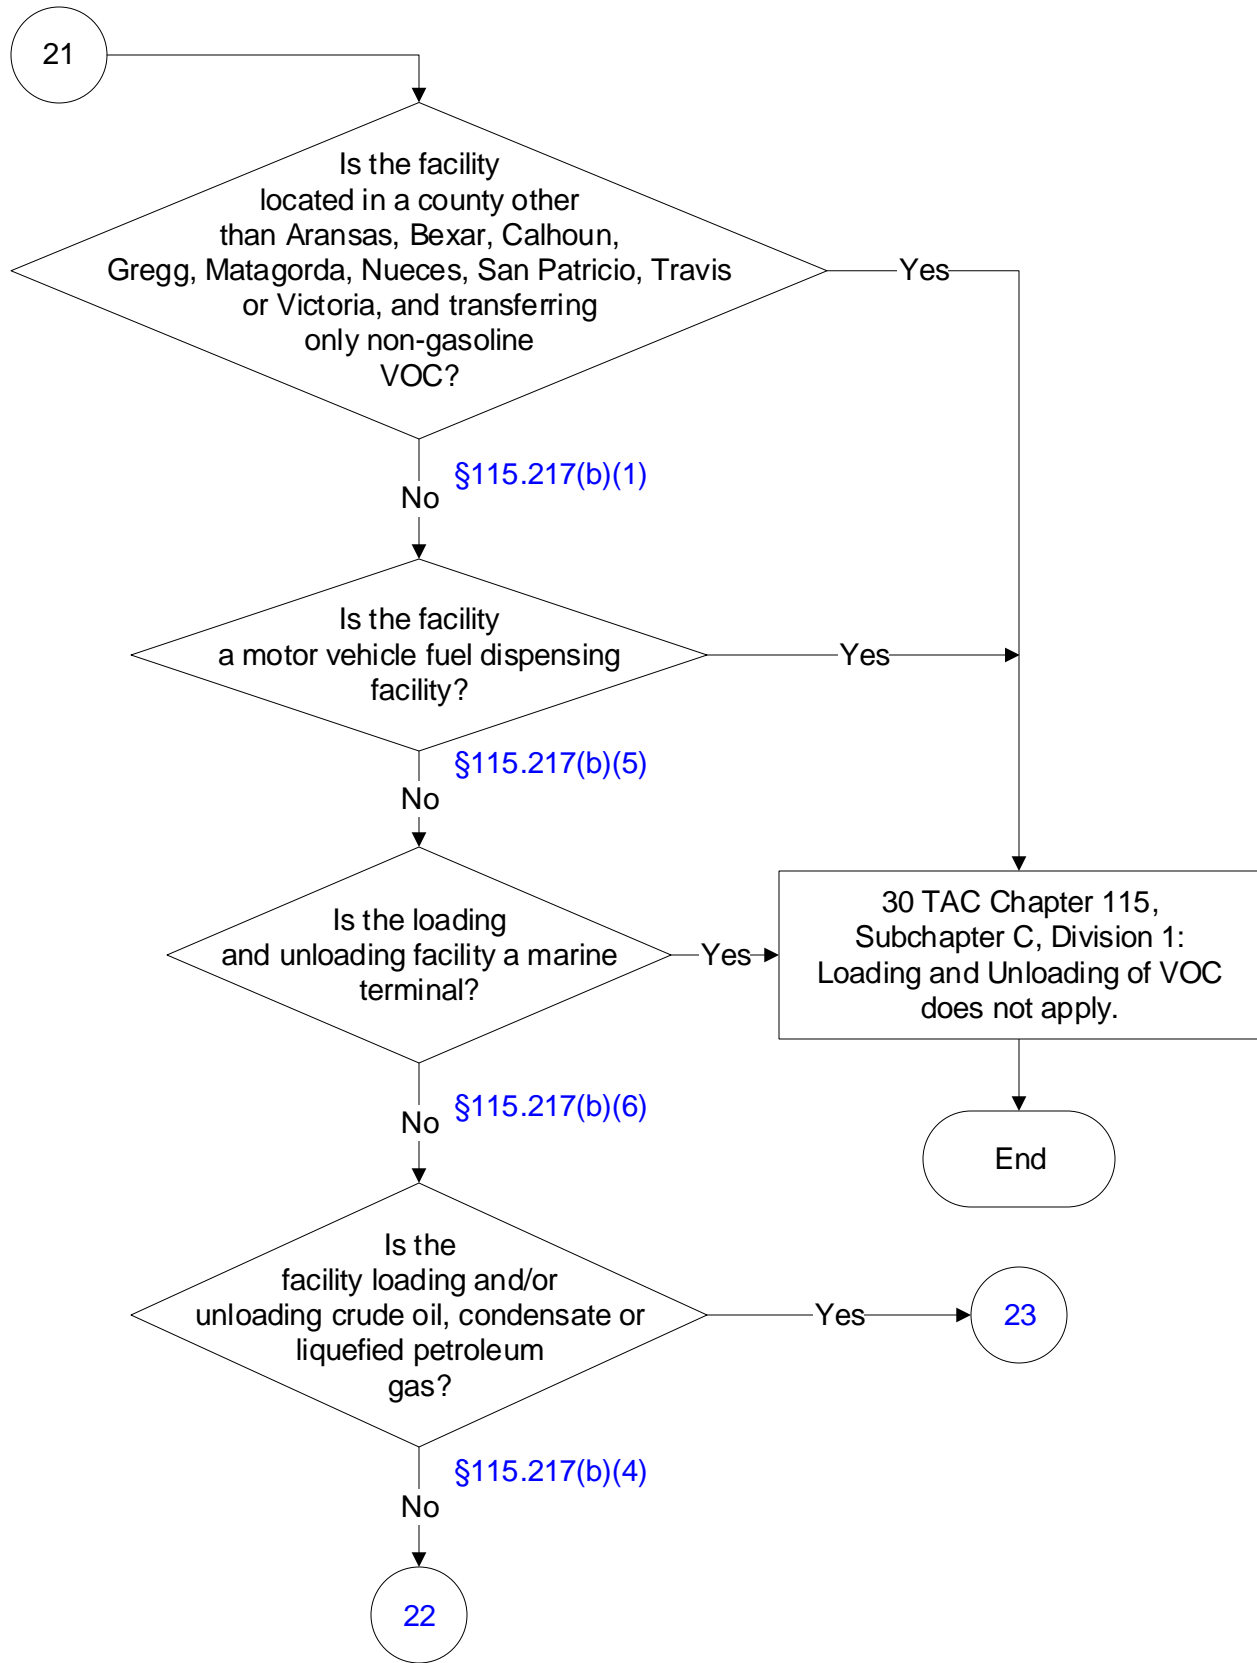 21
Is the facility
located in a county other
than Aransas, Bexar, Calhoun,
Gregg, Matagorda, Nueces, San Patricio, Travis
or Victoria, and transferring
only non-gasoline
VOC?
Yes
§115.217(b)(1)
No
Is the facility
a motor vehicle fuel dispensing
facility?
Yes
§115.217(b)(5)
No
Is the loading
and unloading facility a marine
terminal?
Yes
30 TAC Chapter 115,
Subchapter C, Division 1:
Loading and Unloading of VOC
does not apply.
§115.217(b)(6)
No
End
Is the
facility loading and/or
unloading crude oil, condensate or
liquefied petroleum
gas?
Yes
23
§115.217(b)(4)
No
22